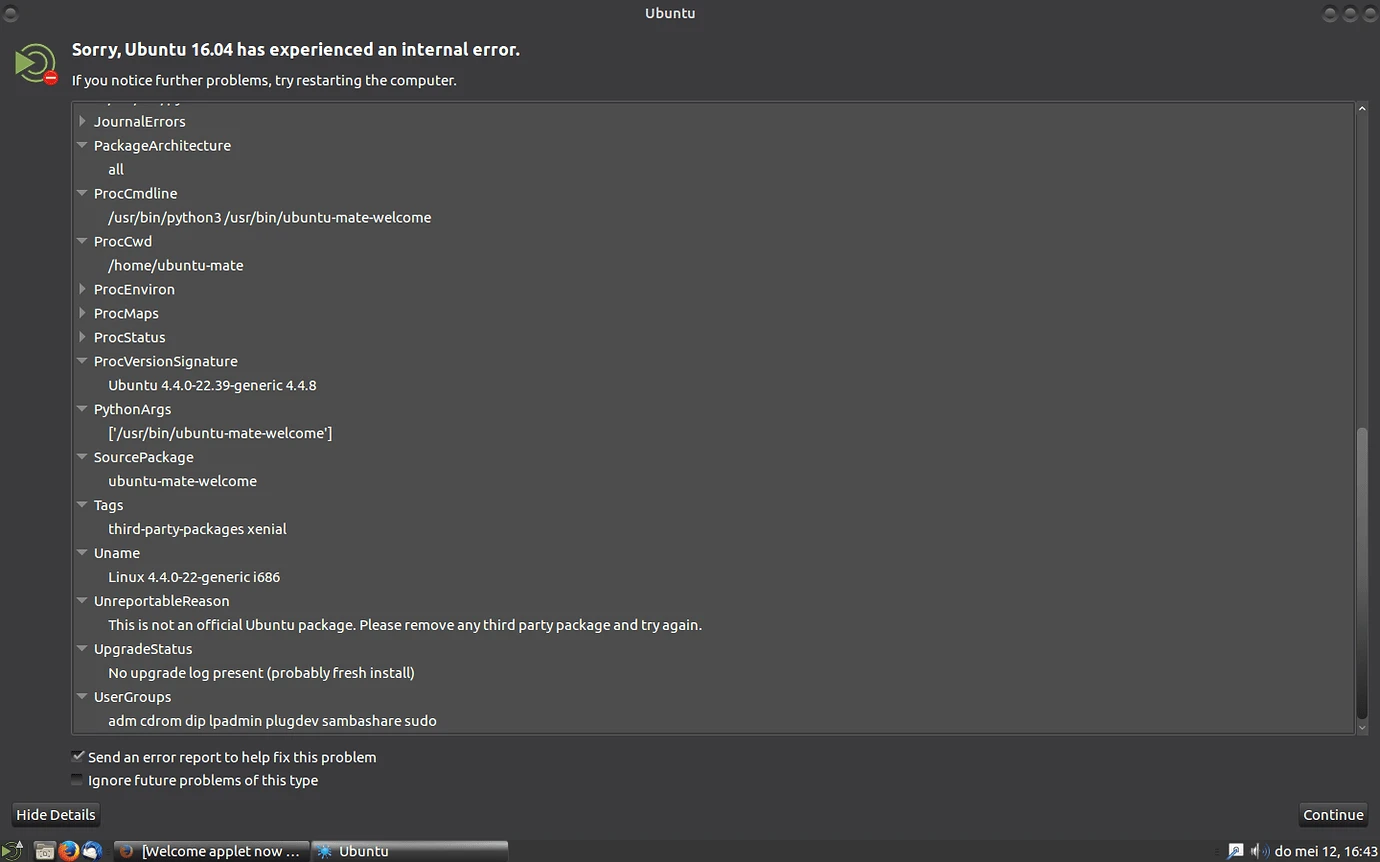 Ubuntu
Sorry, Ubuntu 16.04 has experienced an internal error.
If you notice further problems, try restarting the computer.
JournalErrors
PackageArchitecture
all
ProcCmdline
/usr/bin/python3 /usr/bin/ubuntu-mate-welcome
ProcCwd
/home/ubuntu-mate
ProcEnviron
ProcMaps
ProcStatus
ProcVersionSignature
Ubuntu 4.4.0-22.39-generic 4.4.8
PythonArgs
['/usr/bin/ubuntu-mate-welcome']
SourcePackage
ubuntu-mate-welcome
Tags
third-party-packages xenial
Uname
Linux 4.4.0-22-generic i686
UnreportableReason
This is not an official Ubuntu package. Please remove any third party package and try again.
UpgradeStatus
No upgrade log present (probably fresh install)
UserGroups
adm cdrom dip lpadmin plugdev sambashare sudo
Send an error report to help fix this problem
Ignore future problems of this type
Hide Details
Continue
[Welcome applet now ...
Ubuntu
do mei 12, 16:43